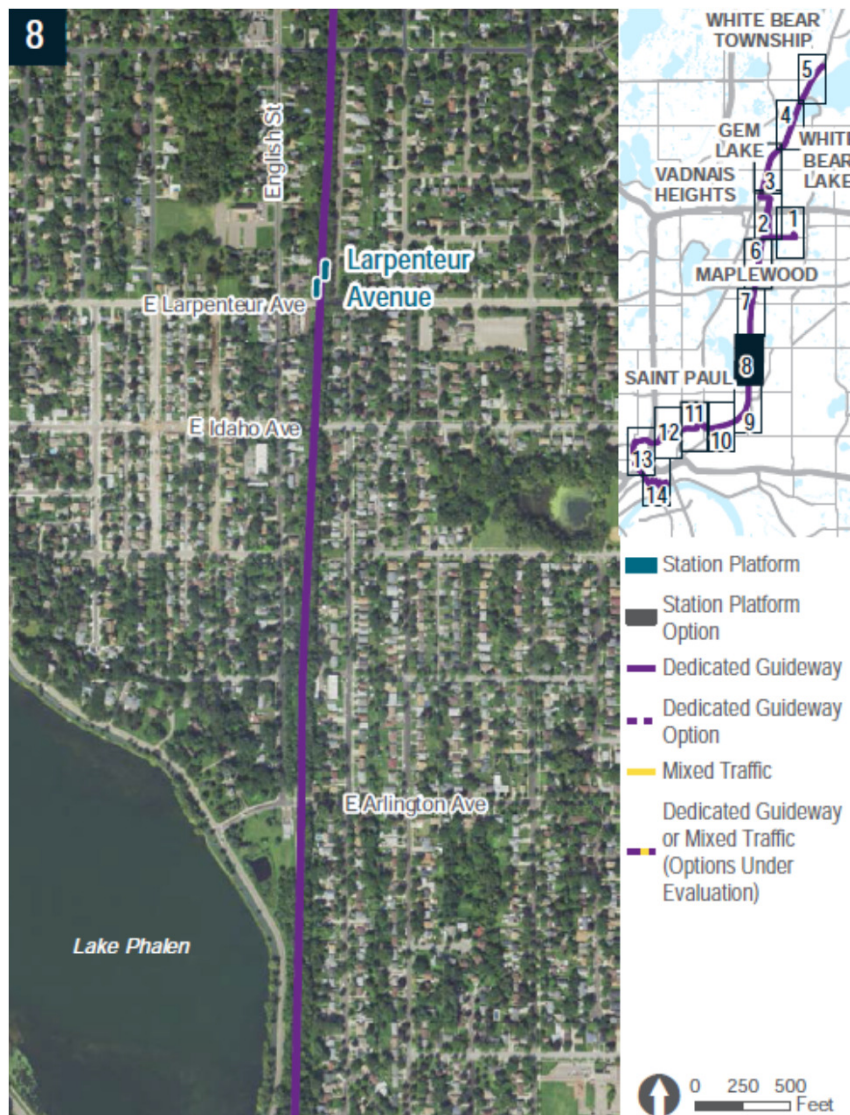 8
English St
Larpenteur
Avenue
E Larpenteur Ave
E Idaho Ave
E Arlington Ave
Lake Phalen
WHITE BEAR
TOWNSHIP
5
4
GEM
LAKE
WHITE
BEAR
LAKE
VADNAIS
HEIGHTS
3
2
1
6
MAPLEWOOD
7
8
SAINT PAUL
11
9
12
10
13
14
Station Platform
Station Platform
Option
Dedicated Guideway
Dedicated Guideway
Option
Mixed Traffic
Dedicated Guideway
or Mixed Traffic
(Options Under
Evaluation)
0 250 500
Feet